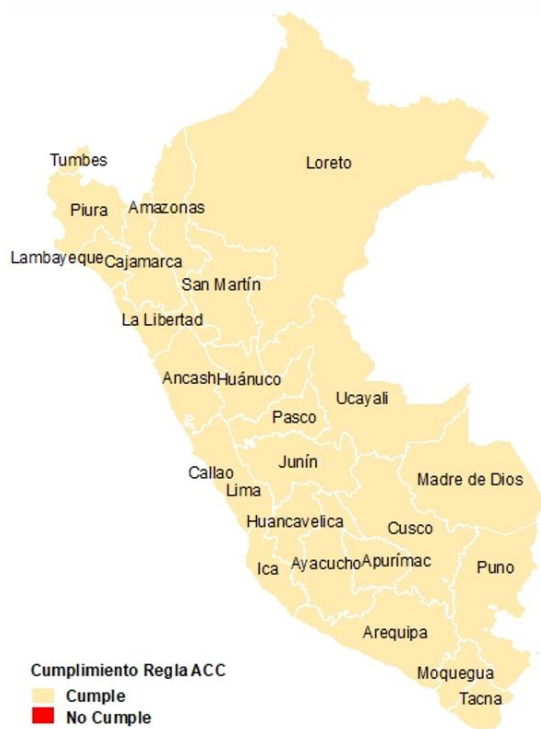 Tumbes
Loreto
Piura
Amazonas
Lambayeque
Cajamarca
San Martín
La Libertad
Ancash
Huánuco
Ucayali
Pasco
Junín
Callao
Madre de Dios
Lima
Huancavelica
Cusco
Ica
Ayacucho
Apurímac
Puno
Arequipa
Moquegua
Tacna
Cumplimiento Regla ACC
Cumple
No Cumple